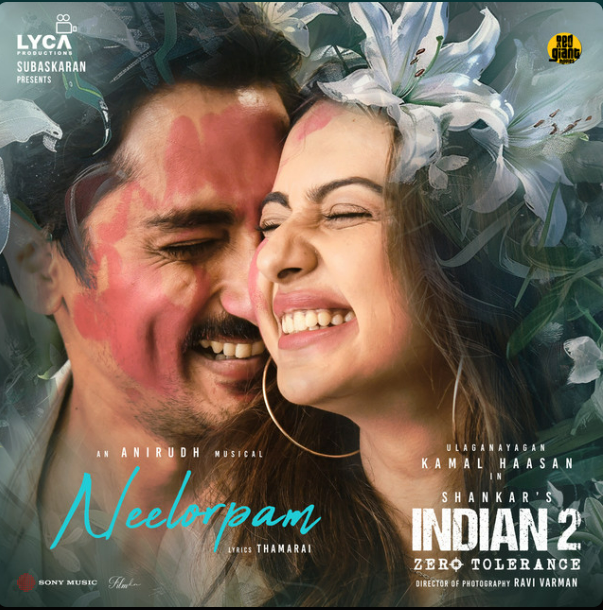 LYCA
PRODUCTIONS
SUBASKARAN
PRESENTS
RED
giant
AN ANIRUDH MUSICAL
Neelorpam
LYRICS THAMARAI
ULAGANAYAGAN
KAMAL HAASAN
IN
SHANKAR'S
INDIAN 2
ZERO TOLERANCE
DIRECTOR OF PHOTOGRAPHY RAVI VARMAN
SONY MUSIC